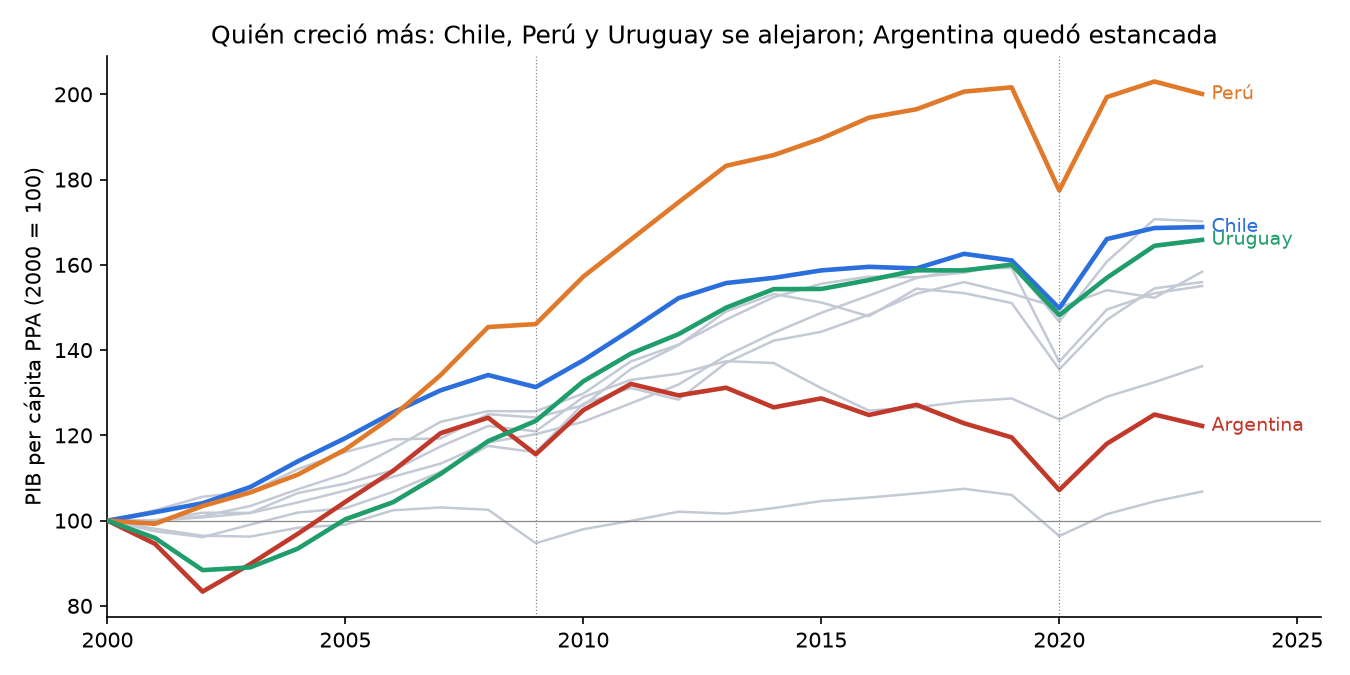 Quién creció más: Chile, Perú y Uruguay se alejaron; Argentina quedó estancada
PIB per cápita PPA (2000 = 100)
200
180
160
140
120
100
80
Perú
Chile
Uruguay
Argentina
2000
2005
2010
2015
2020
2025